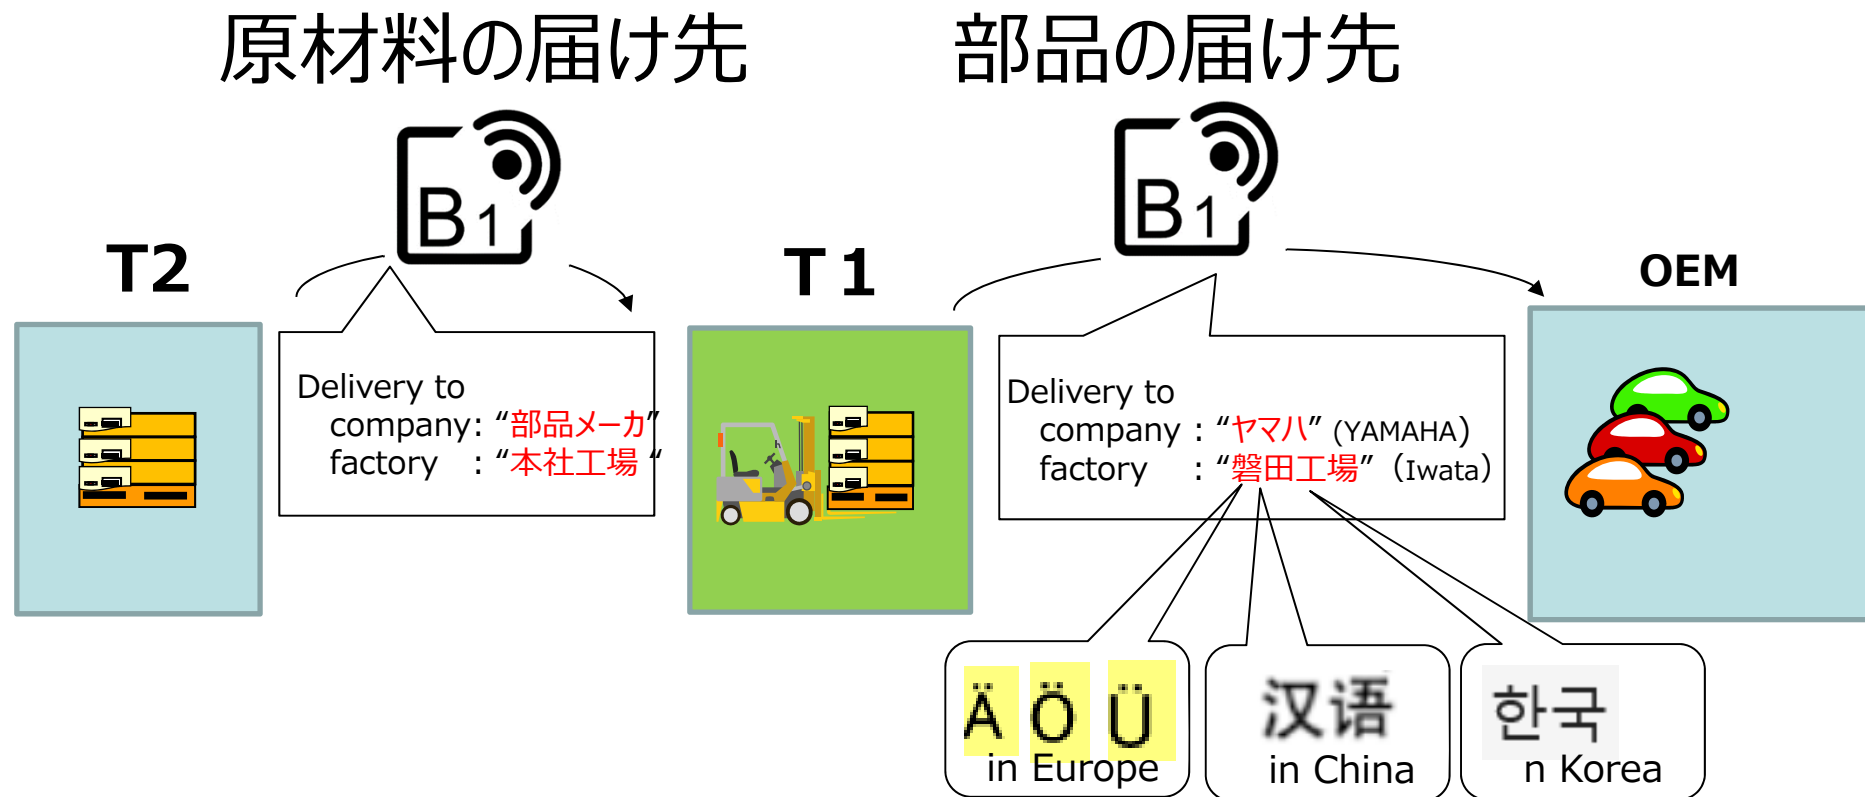 原材料の届け先
部品の届け先
B1
B1
T2
T1
OEM
Delivery to
company: “部品メーカ”
factory : “本社工場 “
Delivery to
company : “ヤマハ” (YAMAHA)
factory : “磐田工場” (Iwata)
Ä Ö Ü
in Europe
汉语
in China
한국
n Korea